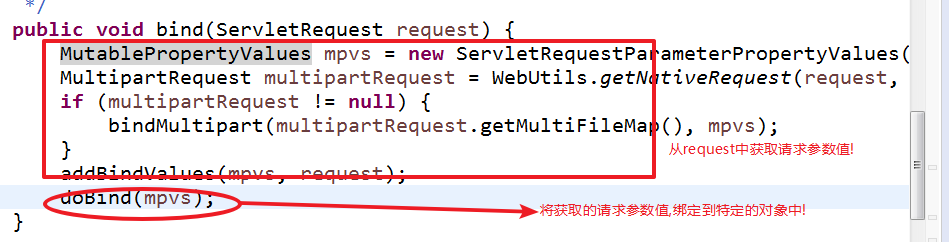 */
public void bind(ServletRequest request) {
MutablePropertyValues mpvs = new ServletRequestParameterPropertyValues(
MultipartRequest multipartRequest = WebUtils.getNativeRequest(request,
if (multipartRequest != null) {
bindMultipart(multipartRequest.getMultiFileMap(), mpvs);
}
从request中获取请求参数值!
addBindValues(mpvs, request);
doBind(mpvs);
将获取的请求参数值,绑定到特定的对象中!
}